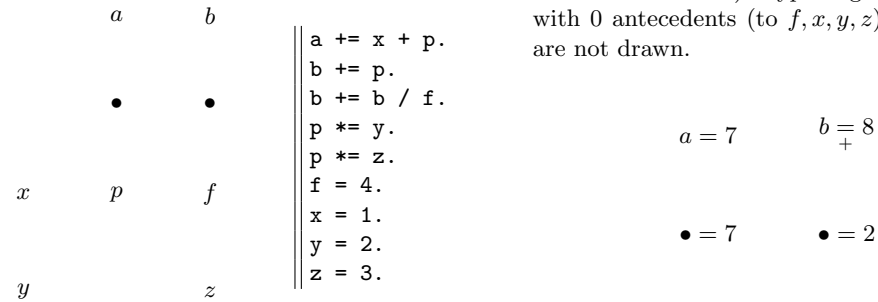 a b
• •
x p f
y z
a += x + p.
b += p.
b += b / f.
p *= y.
p *= z.
f = 4.
x = 1.
y = 2.
z = 3.
with 0 antecedents (to f, x, y, z)
are not drawn.
a = 7 b = 8
+
• = 7 • = 2